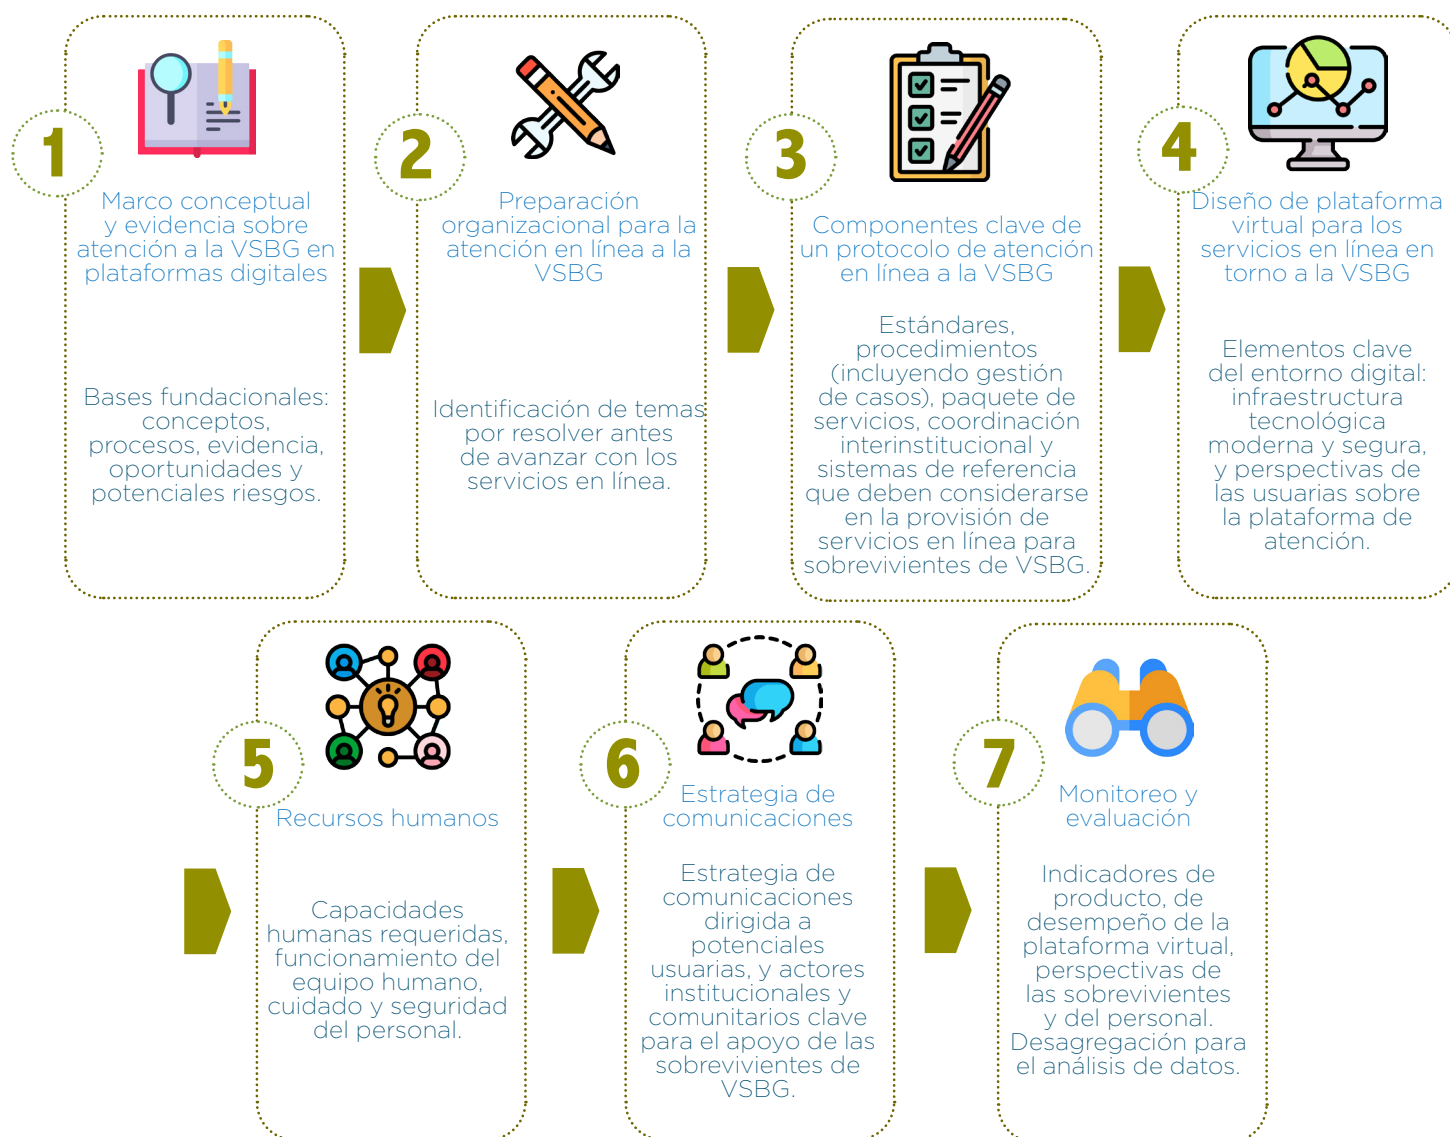 1
Marco conceptual
y evidencia sobre
atención a la VSBG en
plataformas digitales
Bases fundacionales:
conceptos,
procesos, evidencia,
oportunidades y
potenciales riesgos.
2
Preparación
organizacional para la
atención en línea a la
VSBG
Identificación de temas
por resolver antes
de avanzar con los
servicios en línea.
3
Componentes clave de
un protocolo de atención
en línea a la VSBG
Estándares,
procedimientos
(incluyendo gestión
de casos), paquete de
servicios, coordinación
interinstitucional y
sistemas de referencia
que deben considerarse
en la provisión de
servicios en línea para
sobrevivientes de VSBG.
4
Diseño de plataforma
virtual para los
servicios en línea en
torno a la VSBG
Elementos clave
del entorno digital:
infraestructura
tecnológica
moderna y segura,
y perspectivas de
las usuarias sobre
la plataforma de
atención.
5
Recursos humanos
Capacidades
humanas requeridas,
funcionamiento del
equipo humano,
cuidado y seguridad
del personal.
6
Estrategia de
comunicaciones
Estrategia de
comunicaciones
dirigida a
potenciales
usuarias, y actores
institucionales y
comunitarios clave
para el apoyo de las
sobrevivientes de
VSBG.
7
Monitoreo y
evaluación
Indicadores de
producto, de
desempeño de la
plataforma virtual,
perspectivas de
las sobrevivientes
y del personal.
Desagregación para
el análisis de datos.